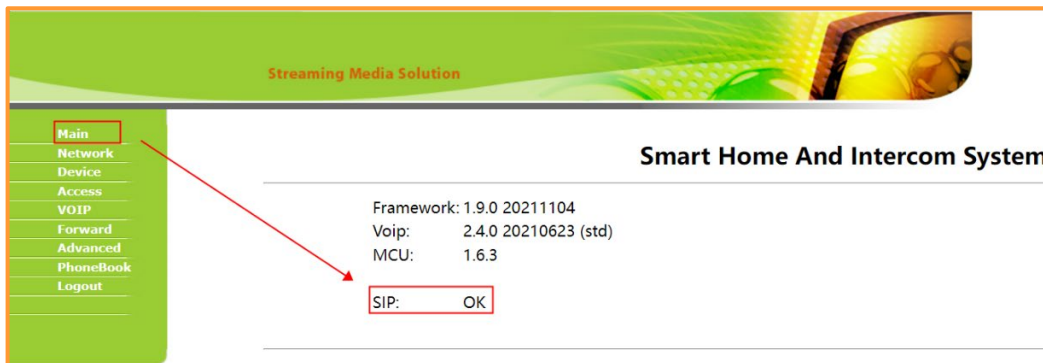 Streaming Media Solution
Main
Network
Device
Access
VOIP
Forward
Advanced
PhoneBook
Logout
Smart Home And Intercom System
Framework: 1.9.0 20211104
Voip: 2.4.0 20210623 (std)
MCU: 1.6.3
SIP: OK